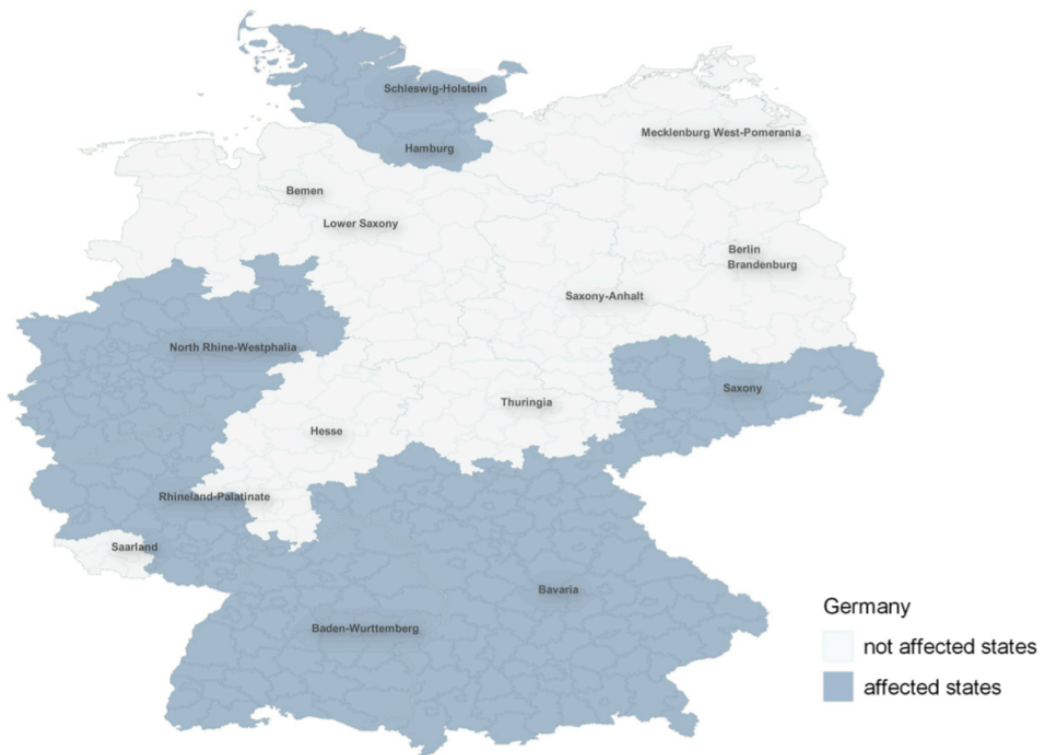 Schleswig-Holstein
Mecklenburg West-Pomerania
Hamburg
Bemen
Lower Saxony
Berlin
Brandenburg
Saxony-Anhalt
North Rhine-Westphalia
Saxony
Thuringia
Hesse
Rhineland-Palatinate
Saarland
Bavaria
Baden-Wurttemberg
Germany
not affected states
affected states